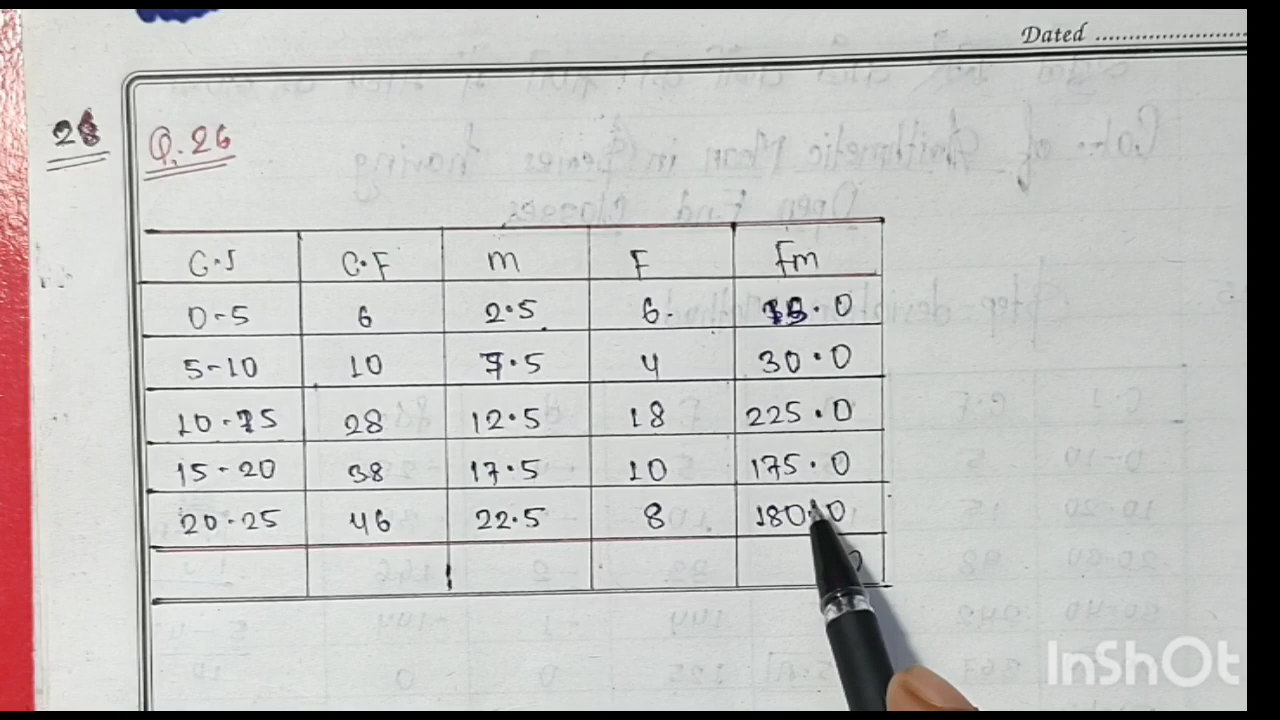 Dated
26
Q.26
C.I C.F m F Fm
0-5 6 2.5 6 15.0
5-10 10 7.5 4 30.0
10-15 28 12.5 18 225.0
15-20 38 17.5 10 175.0
20-25 46 22.5 8 180.0
InShOt